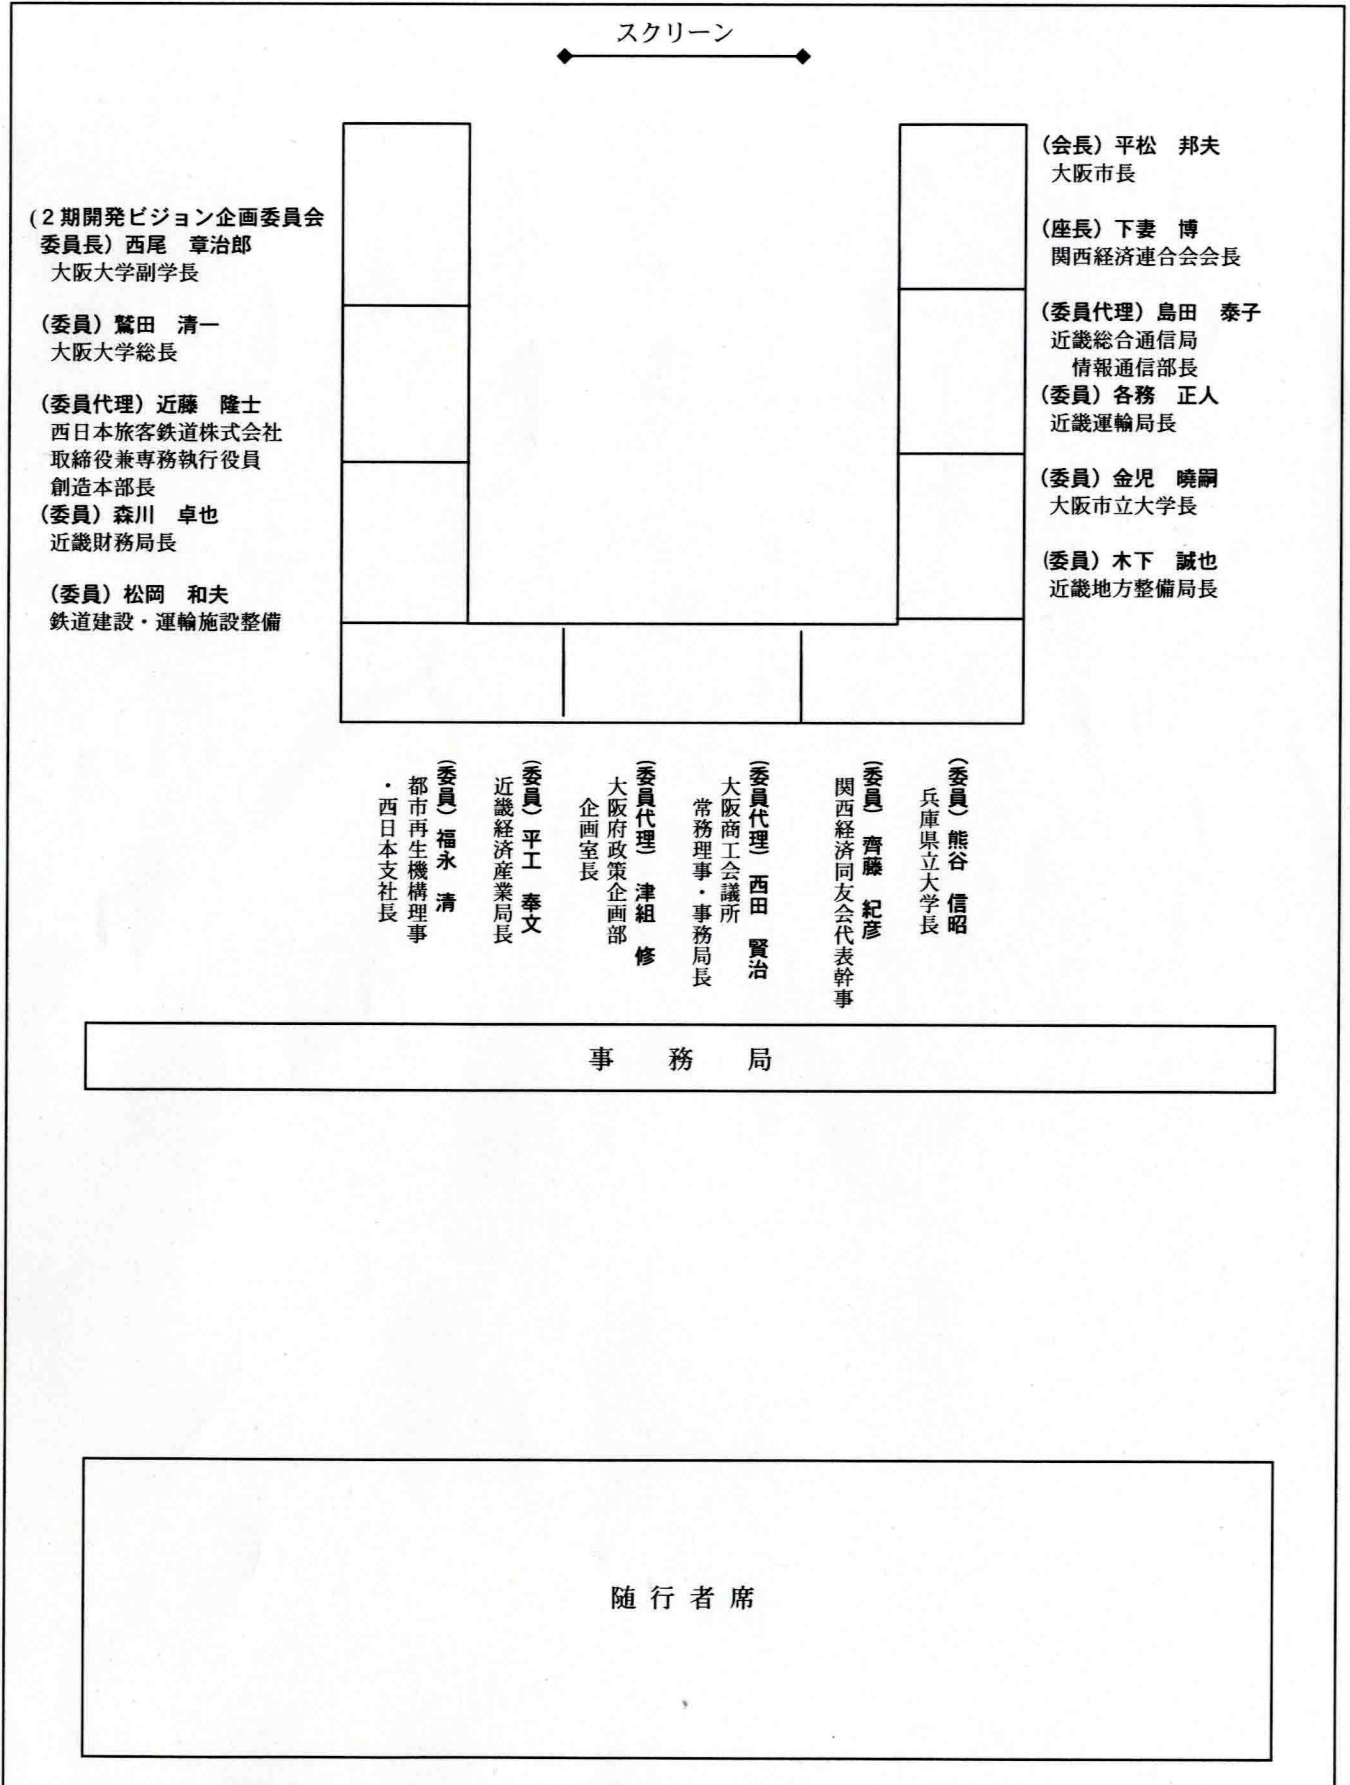 スクリーン
(2期開発ビジョン企画委員会
委員長) 西尾 章治郎
大阪大学副学長
(委員) 鷲田 清一
大阪大学総長
(委員代理) 近藤 隆士
西日本旅客鉄道株式会社
取締役兼専務執行役員
創造本部長
(委員) 森川 卓也
近畿財務局長
(委員) 松岡 和夫
鉄道建設・運輸施設整備
(会長) 平松 邦夫
大阪市長
(座長) 下妻 博
関西経済連合会会長
(委員代理) 島田 泰子
近畿総合通信局
情報通信部長
(委員) 各務 正人
近畿運輸局長
(委員) 金児 曉嗣
大阪市立大学長
(委員) 木下 誠也
近畿地方整備局長
(委員) 熊谷 信昭
兵庫県立大学長
(委員) 齊藤 紀彦
関西経済同友会代表幹事
(委員代理) 西田 賢治
大阪商工会議所
常務理事・事務局長
(委員代理) 津組 修
大阪府政策企画部
企画室長
(委員) 平工 奉文
近畿経済産業局長
(委員) 福永 清
都市再生機構理事
・西日本支社長
事務局
随行者席